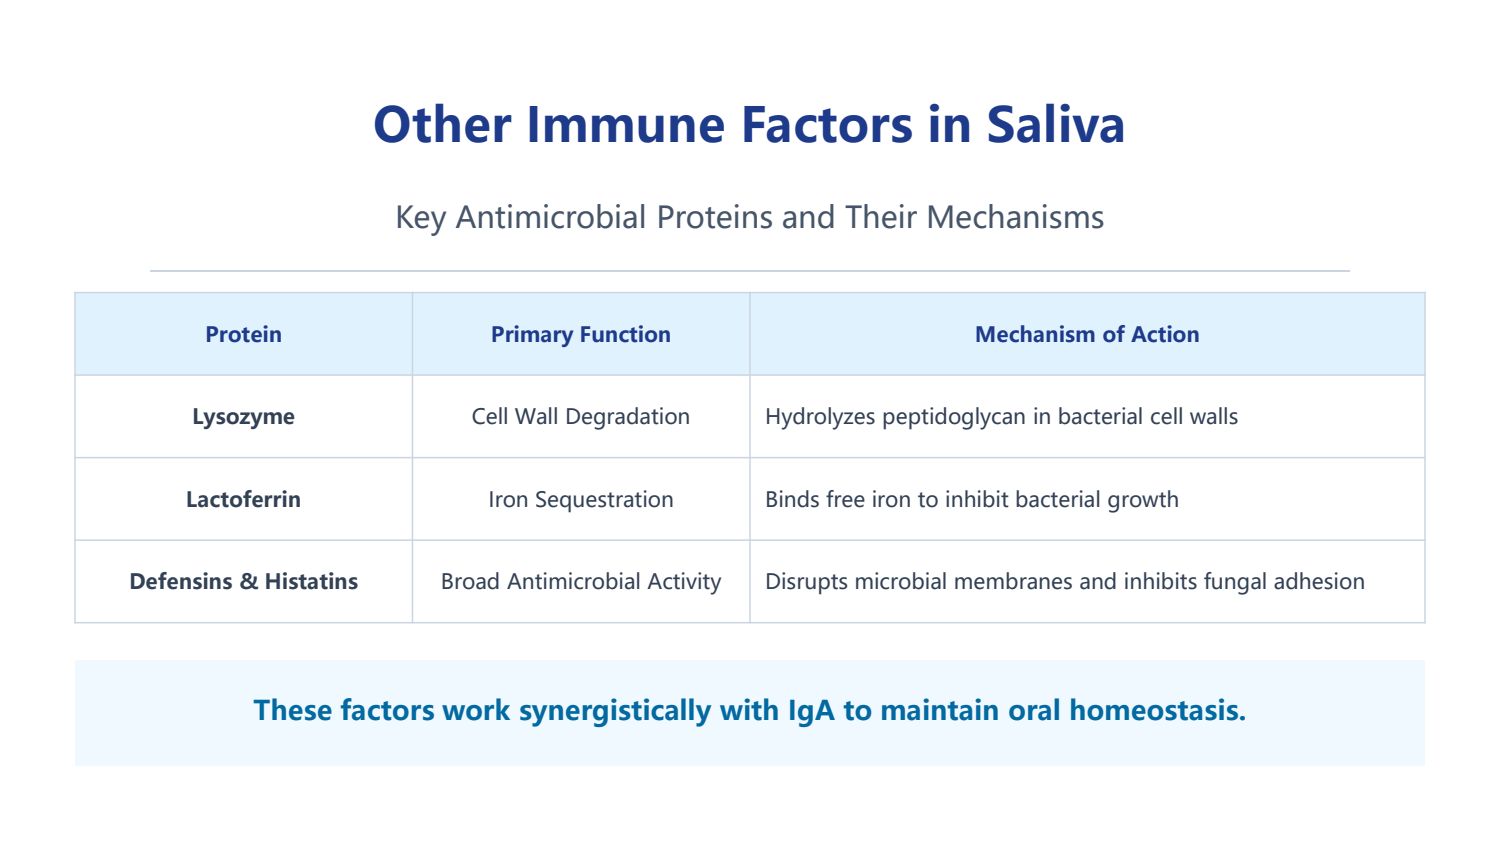 Other Immune Factors in Saliva
Key Antimicrobial Proteins and Their Mechanisms
Protein
Primary Function
Mechanism of Action
Lysozyme
Cell Wall Degradation
Hydrolyzes peptidoglycan in bacterial cell walls
Lactoferrin
Iron Sequestration
Binds free iron to inhibit bacterial growth
Defensins & Histatins
Broad Antimicrobial Activity
Disrupts microbial membranes and inhibits fungal adhesion
These factors work synergistically with IgA to maintain oral homeostasis.